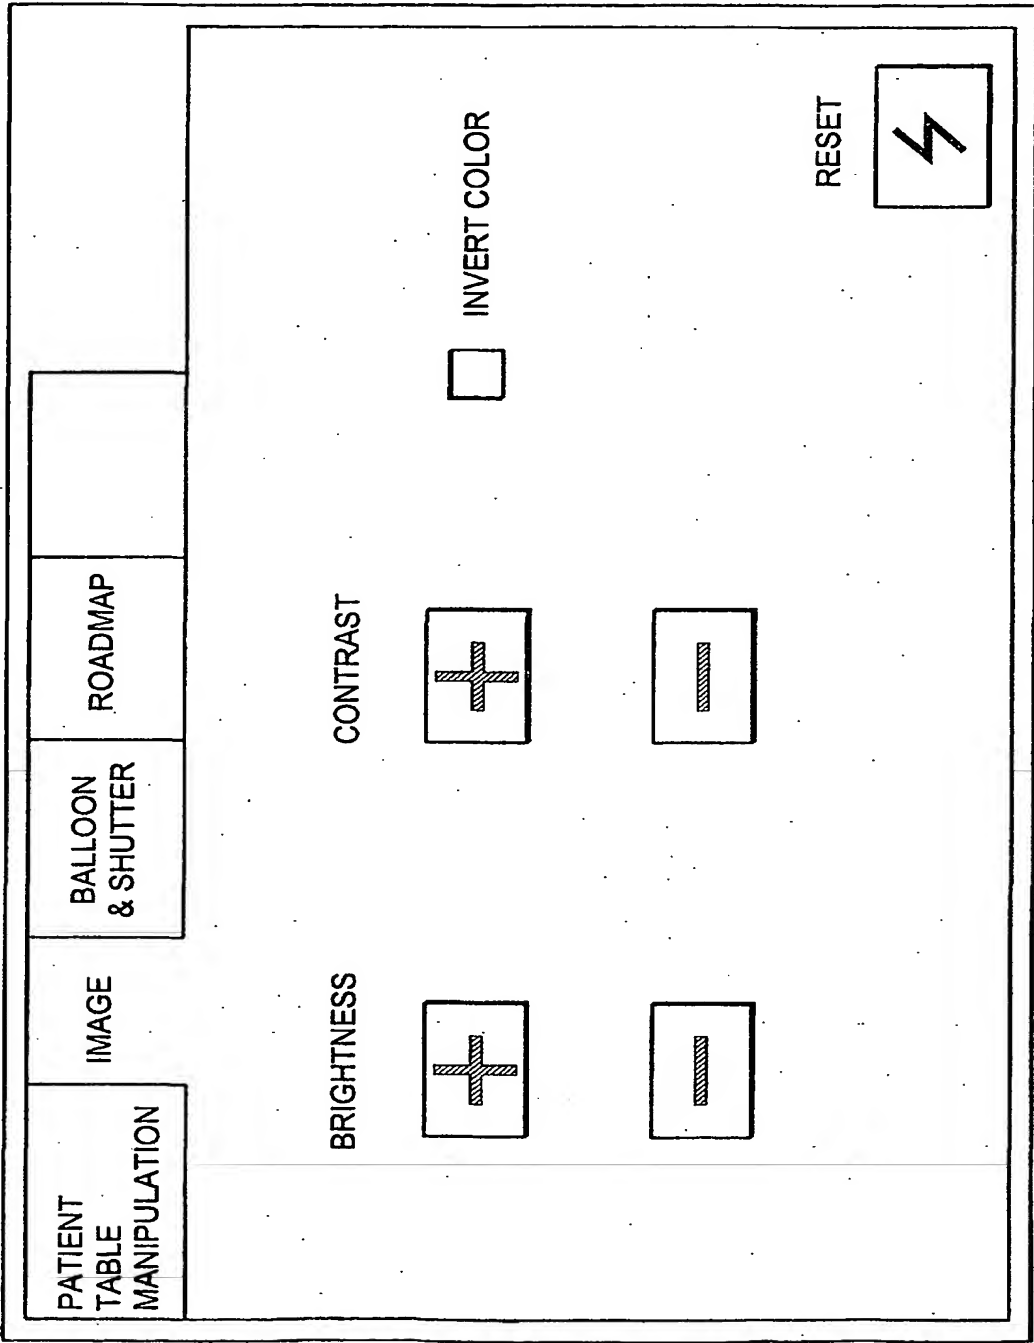 PATIENT
TABLE
MANIPULATION
IMAGE
BALLOON
& SHUTTER
ROADMAP
BRIGHTNESS
CONTRAST
+
+
INVERT COLOR
−
−
RESET